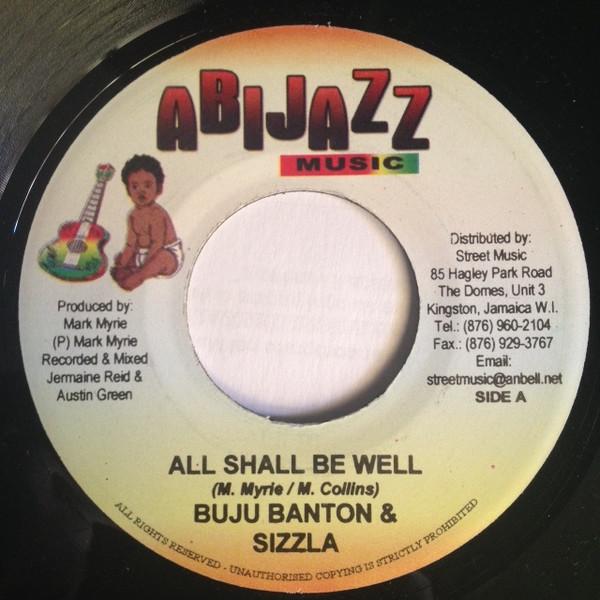 ABIJAZZ
MUSIC
Produced by:
Mark Myrie
(P) Mark Myrie
Recorded & Mixed
Jermaine Reid &
Austin Green
Distributed by:
Street Music
85 Hagley Park Road
The Domes, Unit 3
Kingston, Jamaica W.I.
Tel.: (876) 960-2104
Fax.: (876) 929-3767
Email:
streetmusic@anbell.net
SIDE A
ALL SHALL BE WELL
(M. Myrie / M. Collins)
BUJU BANTON &
SIZZLA
ALL RIGHTS RESERVED - UNAUTHORISED COPYING IS STRICTLY PROHIBITED